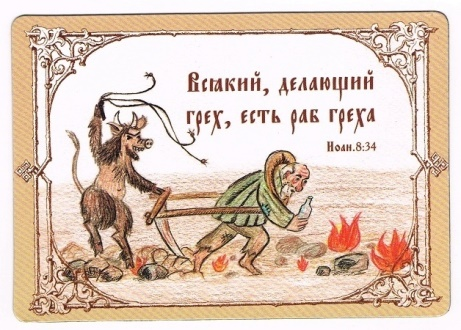 Всякий, делающий
грех, есть раб греха
Иоан.8:34